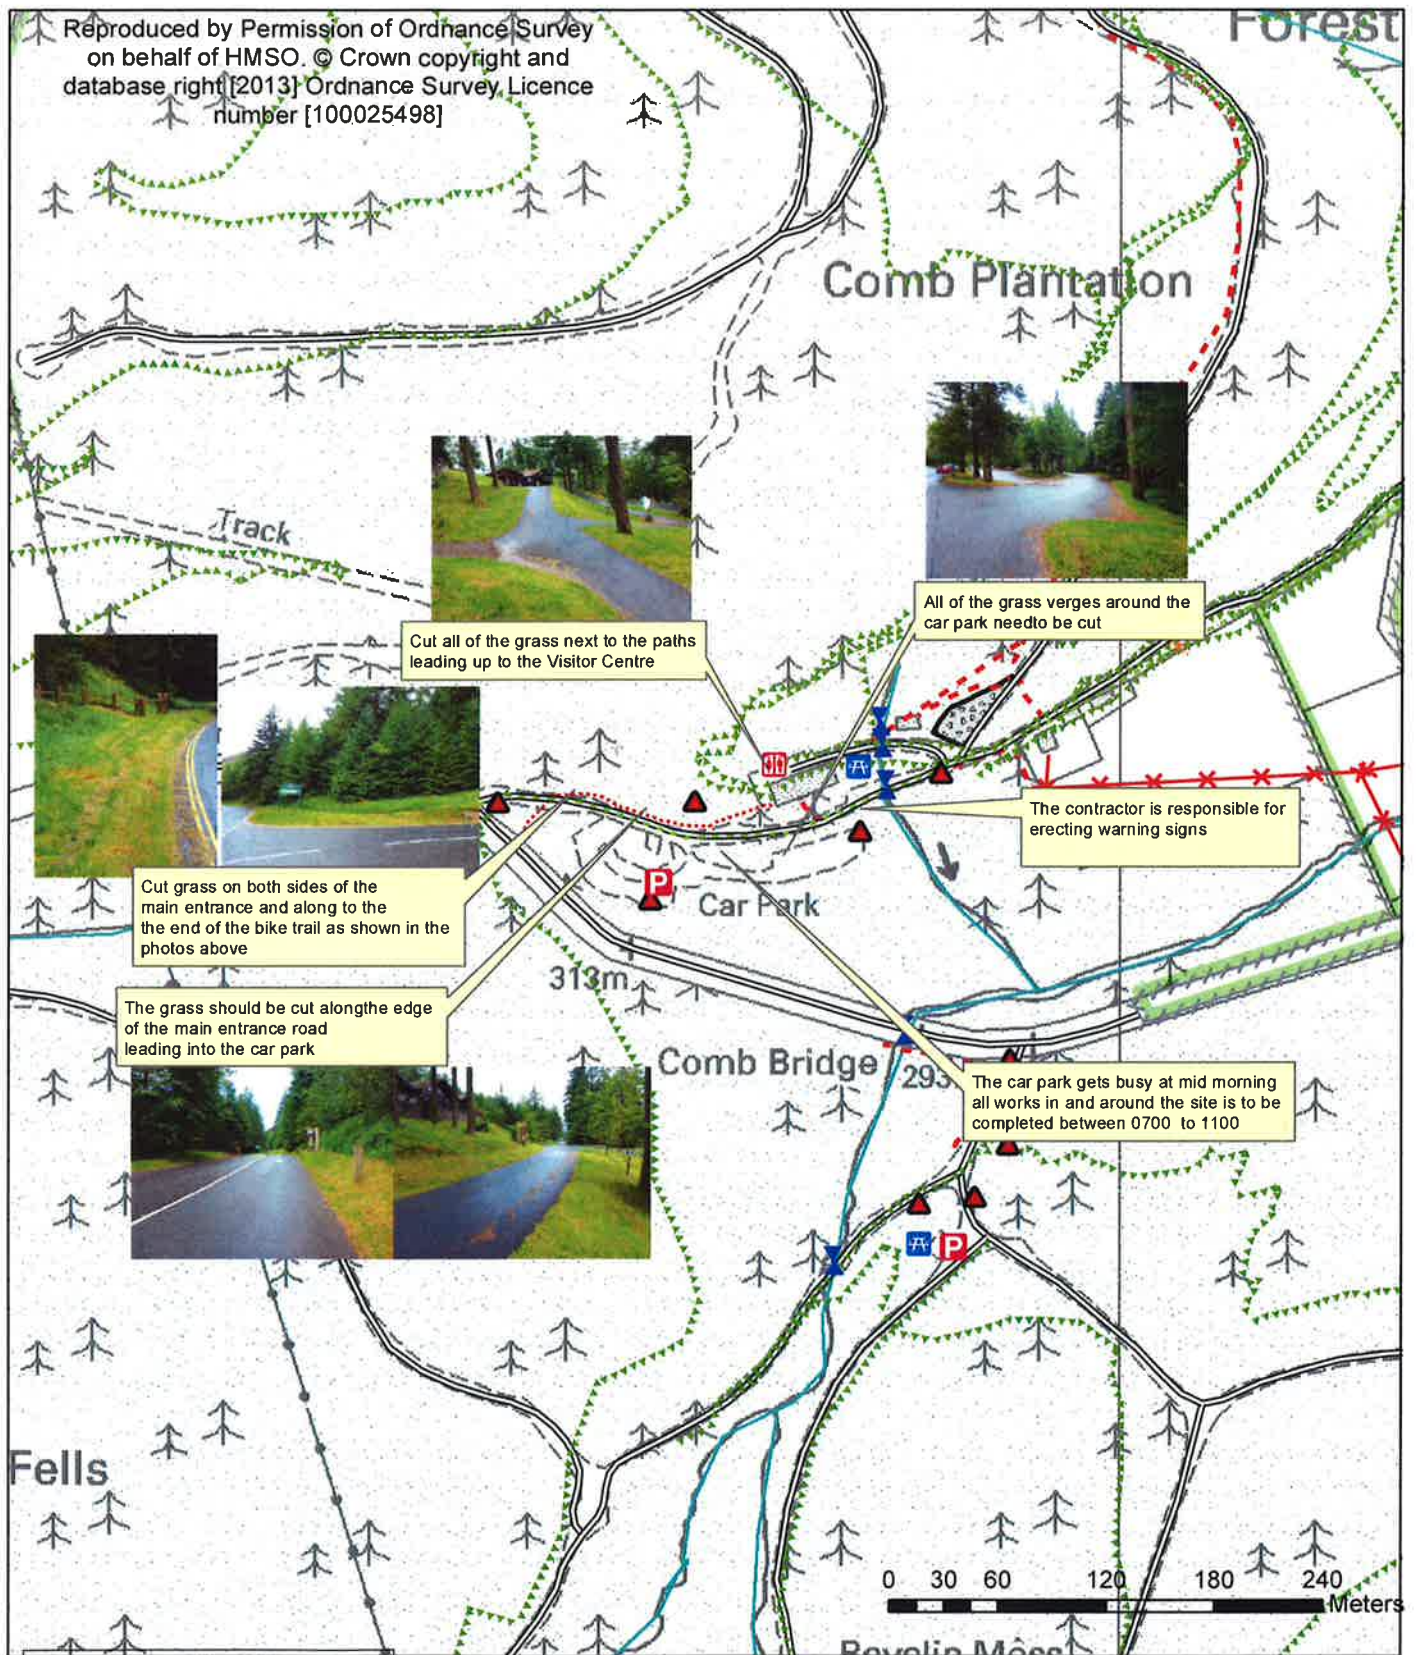 Reproduced by Permission of Ordnance Survey
on behalf of HMSO. © Crown copyright and
database right [2013] Ordnance Survey Licence
number [100025498]
Forest
Comb Plantation
Track
All of the grass verges around the
car park needto be cut
Cut all of the grass next to the paths
leading up to the Visitor Centre
The contractor is responsible for
erecting warning signs
P
Car Park
Cut grass on both sides of the
main entrance and along to the
the end of the bike trail as shown in the
photos above
313m
The grass should be cut alongthe edge
of the main entrance road
leading into the car park
Comb Bridge
293
The car park gets busy at mid morning
all works in and around the site is to be
completed between 0700 to 1100
P
Fells
0 30 60 120 180 240
Meters